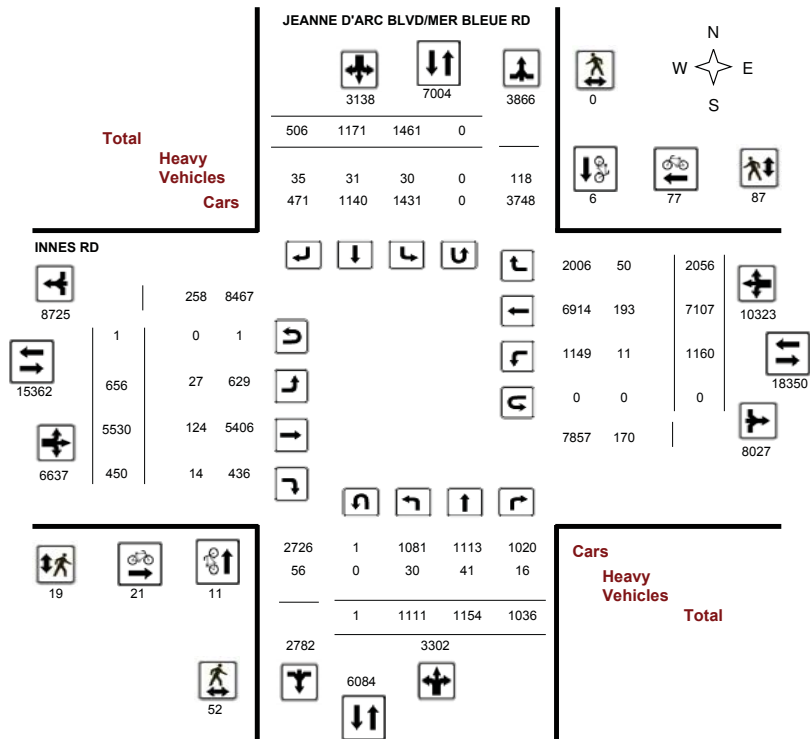 JEANNE D'ARC BLVD/MER BLEUE RD
N
W E
S
3138 7004 3866 0
506 1171 1461 0
Total
Heavy
Vehicles
35 31 30 0 118
Cars
471 1140 1431 0 3748
6 77 87
INNES RD
8725
258 8467
1 0 1
15362
656 27 629
5530 124 5406
6637
450 14 436
2006 50 2056
6914 193 7107
10323
1149 11 1160
18350
0 0 0
7857 170
8027
19 21 11
52
2726 1 1081 1113 1020
56 0 30 41 16
1 1111 1154 1036
2782 3302
6084
Cars
Heavy
Vehicles
Total